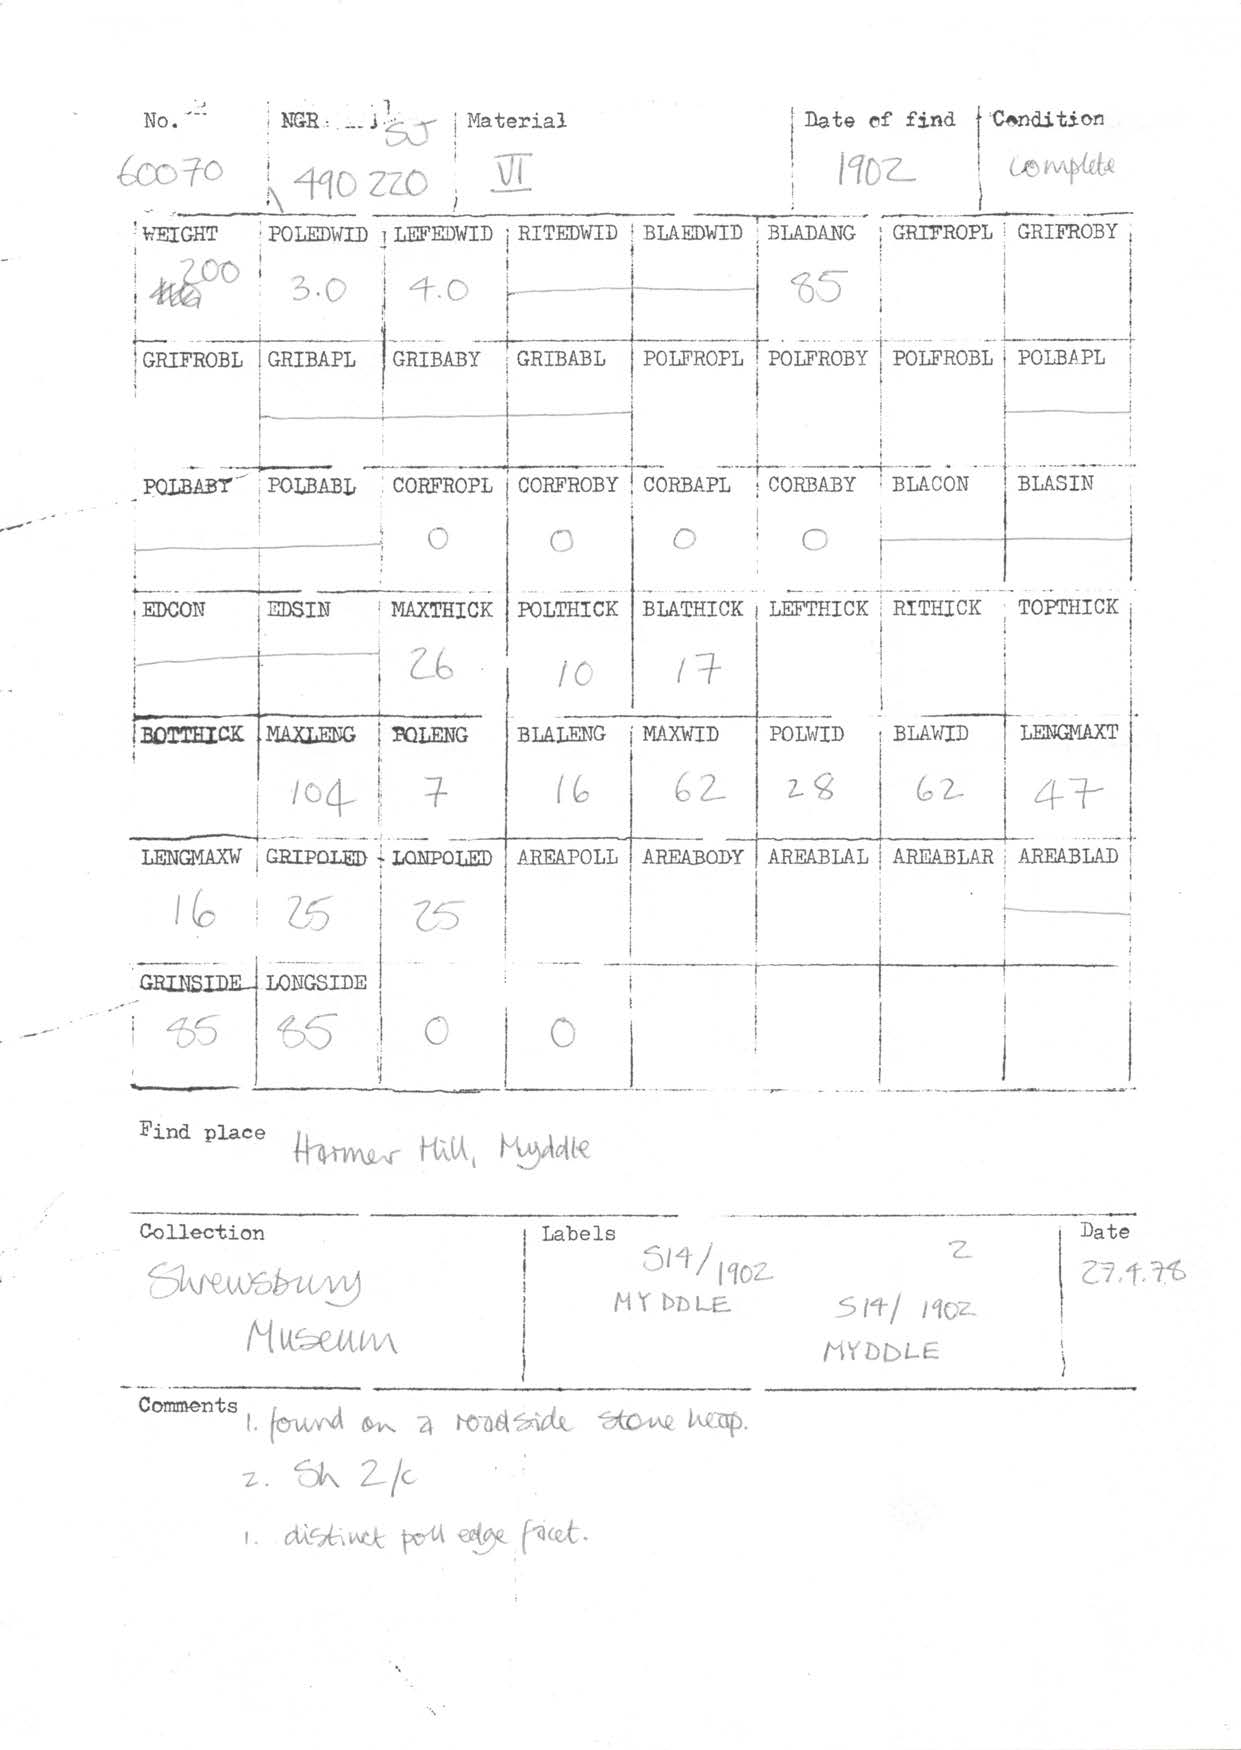 No. NGR Material Date of find Condition
60070 SJ 490 220 VI 1902 complete
WEIGHT POLEDWID LEFEDWID RITEDWID BLAEDWID BLADANG GRIFROPL GRIFROBY
200 3.0 4.0 85
GRIFROBL GRIBAPL GRIBABY GRIBABL POLFROPL POLFROBY POLFROBL POLBAPL
POLBABY POLBABL CORFROPL CORFROBY CORBAPL CORBABY BLACON BLASIN
0 0 0 0
EDCON EDSIN MAXTHICK POLTHICK BLATHICK LEFTHICK RITHICK TOPTHICK
26 10 17
BOTTHICK MAXLENG POLENG BLALENG MAXWID POLWID BLAWID LENGMAXT
104 7 16 62 28 62 47
LENGMAXW GRIPOLED LONPOLED AREAPOLL AREABODY AREABLAL AREABLAR AREABLAD
16 25 25
GRINSIDE LONGSIDE
85 85 0 0
Find place Harmer Hill, Myddle
Collection Labels Date
Shrewsbury Museum
S14/1902
MYDDLE
2
S14/1902
MYDDLE
27.4.78
Comments
1. found on a roadside stone heap.
2. Sh 2/c
1. distinct poll edge facet.